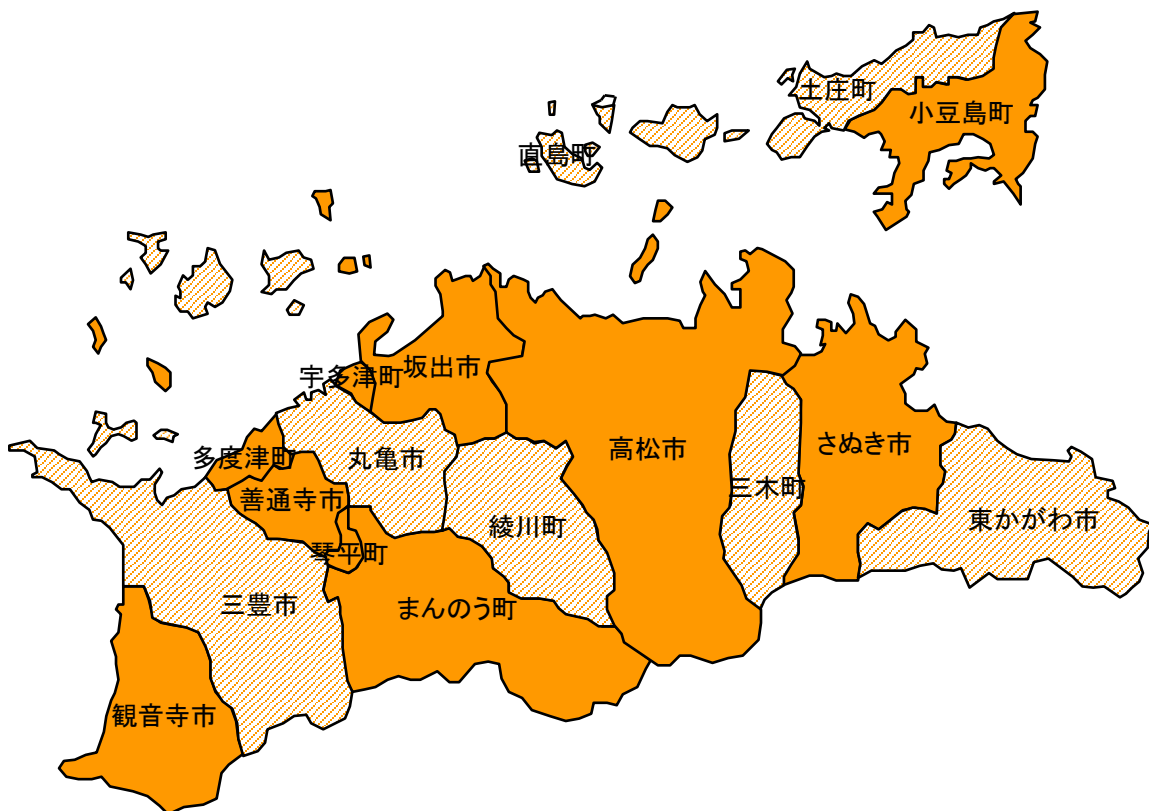 土庄町
小豆島町
直島町
宇多津町
坂出市
多度津町
丸亀市
高松市
さぬき市
善通寺市
三木町
綾川町
東かがわ市
琴平町
三豊市
まんのう町
観音寺市